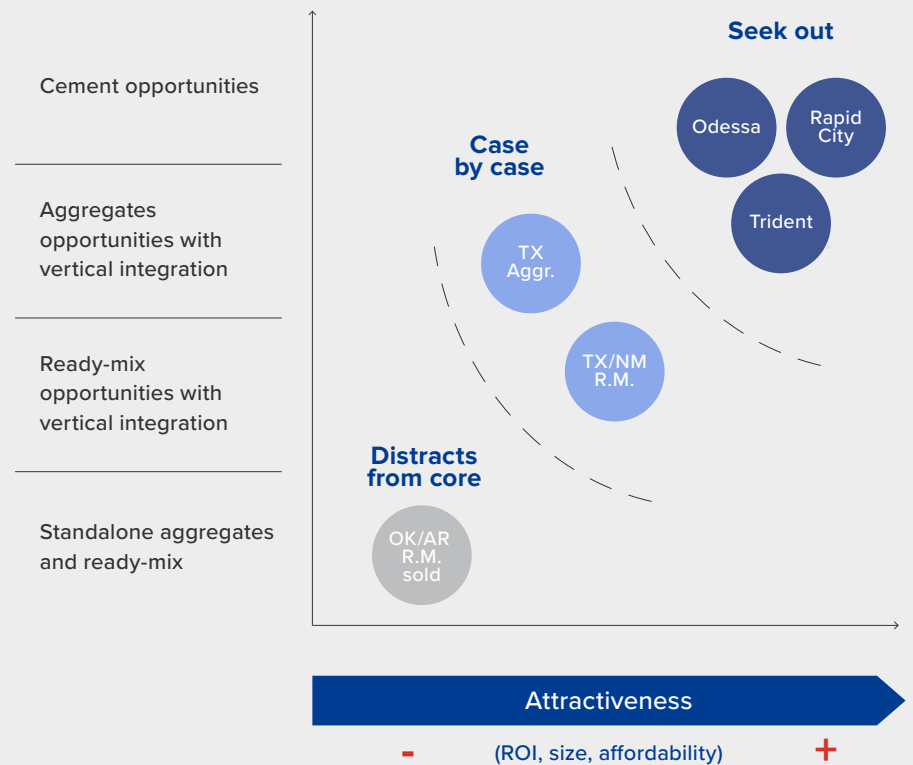 Seek out
Cement opportunities
Odessa
Rapid
City
Case
by case
Aggregates
opportunities with
vertical integration
Trident
TX
Aggr.
Ready-mix
opportunities with
vertical integration
TX/NM
R.M.
Distracts
from core
Standalone aggregates
and ready-mix
OK/AR
R.M.
sold
Attractiveness
- (ROI, size, affordability) +